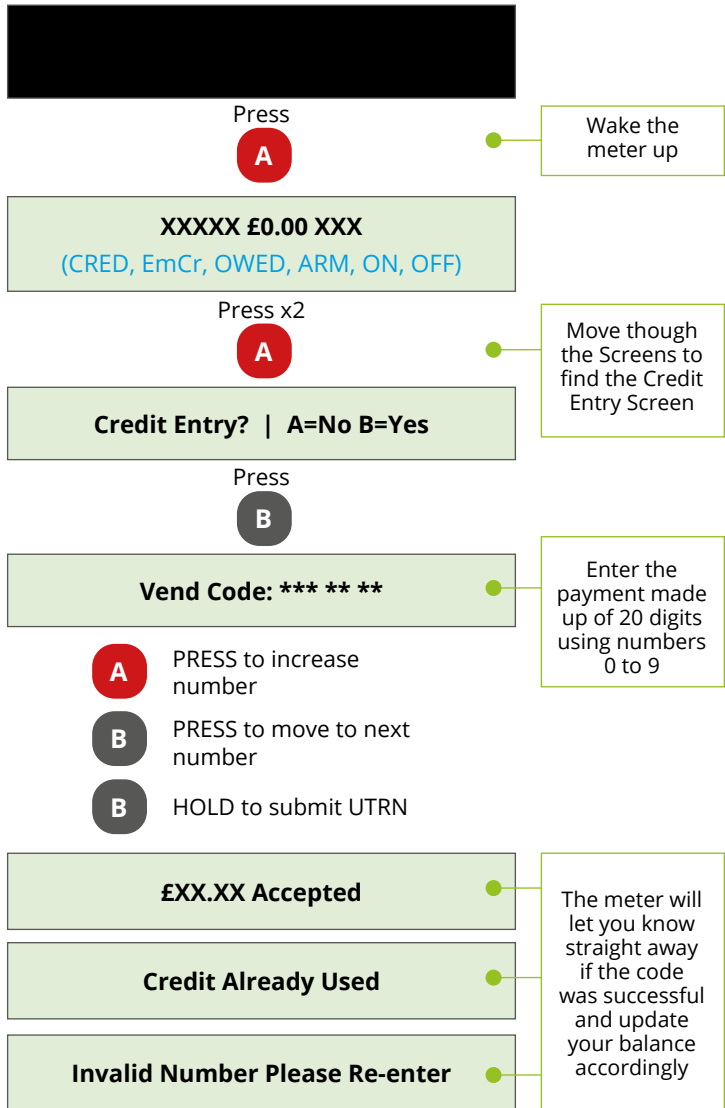 Press
A
Wake the
meter up
XXXXX £0.00 XXX
(CRED, EmCr, OWED, ARM, ON, OFF)
Press x2
A
Move though
the Screens to
find the Credit
Entry Screen
Credit Entry? | A=No B=Yes
Press
B
Vend Code: *** ** **
Enter the
payment made
up of 20 digits
using numbers
0 to 9
A
PRESS to increase
number
B
PRESS to move to next
number
B
HOLD to submit UTRN
£XX.XX Accepted
Credit Already Used
Invalid Number Please Re-enter
The meter will
let you know
straight away
if the code
was successful
and update
your balance
accordingly